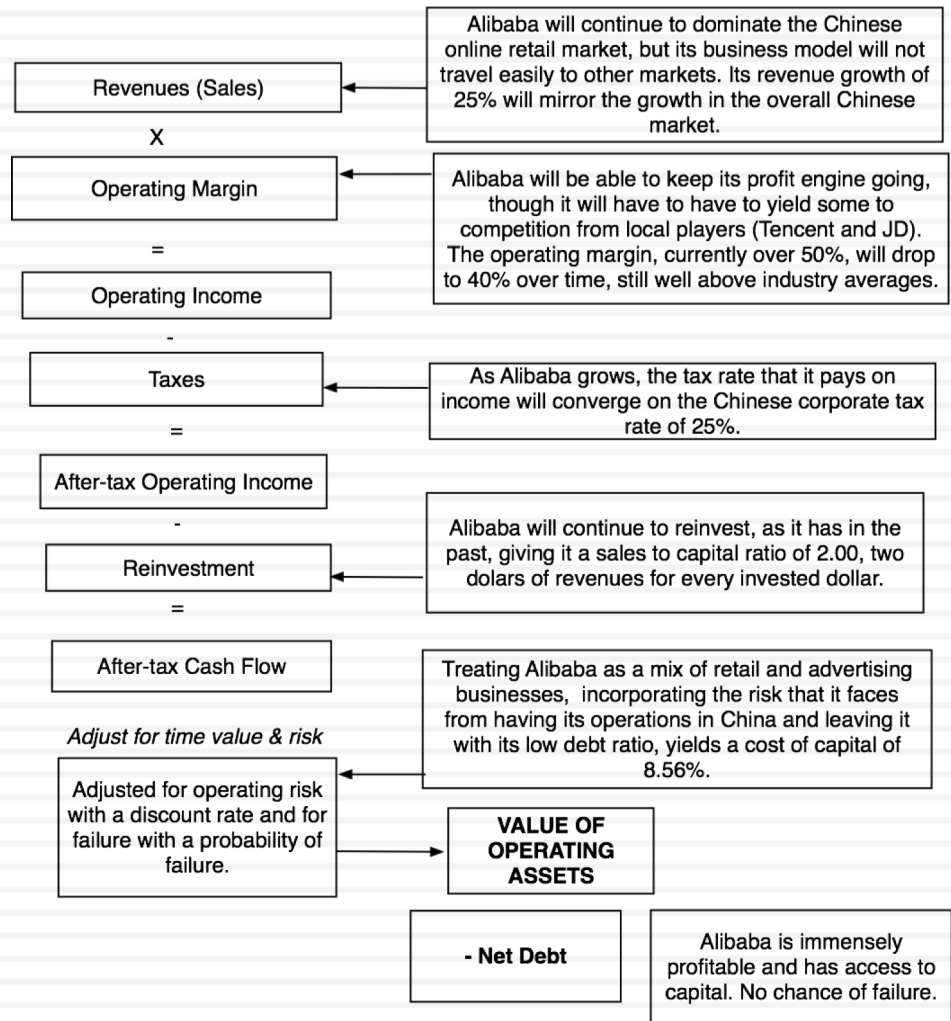 Alibaba will continue to dominate the Chinese
online retail market, but its business model will not
travel easily to other markets. Its revenue growth of
25% will mirror the growth in the overall Chinese
market.
Revenues (Sales)
X
Alibaba will be able to keep its profit engine going,
though it will have to have to yield some to
competition from local players (Tencent and JD).
The operating margin, currently over 50%, will drop
to 40% over time, still well above industry averages.
Operating Margin
=
Operating Income
-
Taxes
As Alibaba grows, the tax rate that it pays on
income will converge on the Chinese corporate tax
rate of 25%.
=
After-tax Operating Income
-
Alibaba will continue to reinvest, as it has in the
past, giving it a sales to capital ratio of 2.00, two
dolars of revenues for every invested dollar.
Reinvestment
=
After-tax Cash Flow
Treating Alibaba as a mix of retail and advertising
businesses, incorporating the risk that it faces
from having its operations in China and leaving it
with its low debt ratio, yields a cost of capital of
8.56%.
Adjust for time value & risk
Adjusted for operating risk
with a discount rate and for
failure with a probability of
failure.
VALUE OF
OPERATING
ASSETS
- Net Debt
Alibaba is immensely
profitable and has access to
capital. No chance of failure.